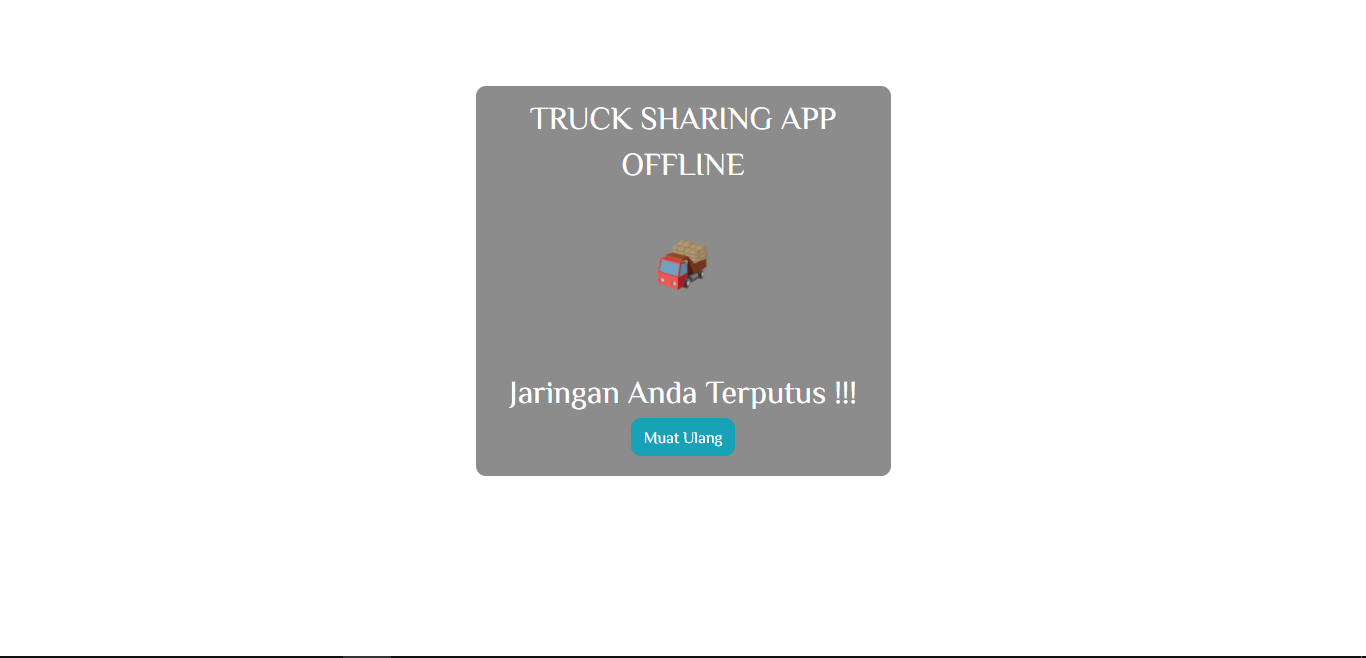 TRUCK SHARING APP
OFFLINE
Jaringan Anda Terputus !!!
Muat Ulang